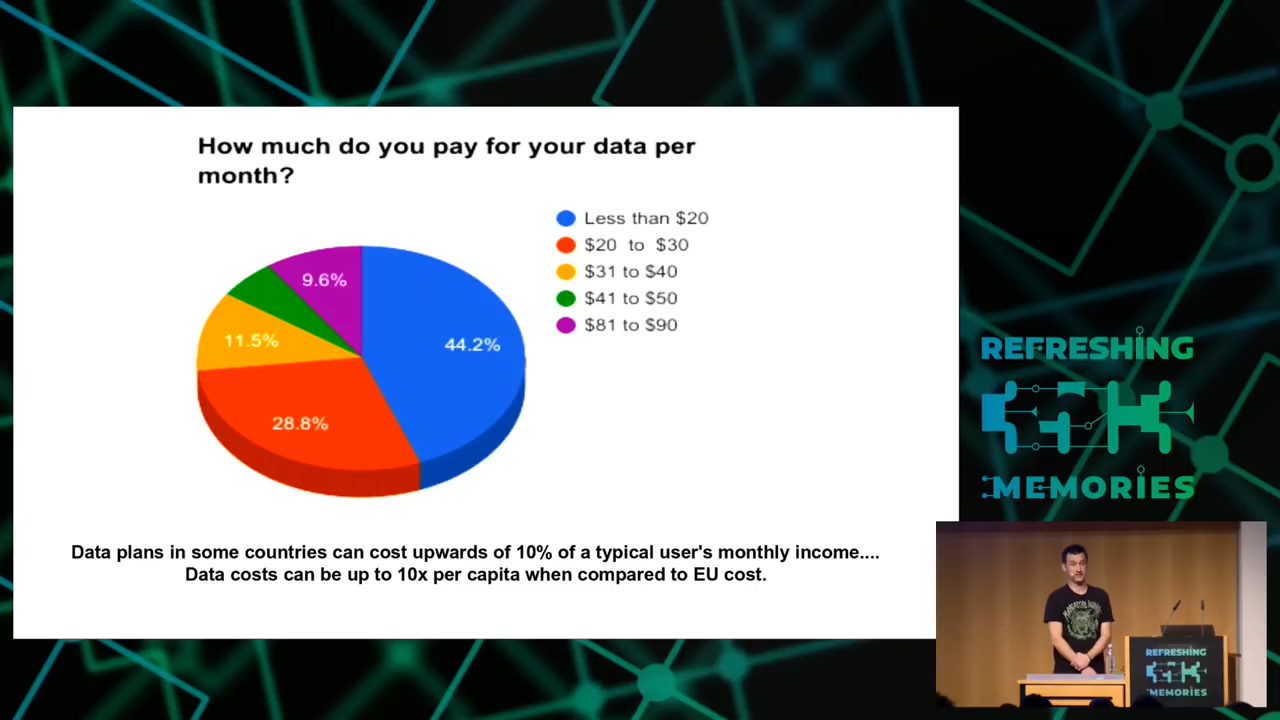 How much do you pay for your data per
month?
Less than $20
$20 to $30
$31 to $40
$41 to $50
$81 to $90
9.6%
44.2%
11.5%
28.8%
Data plans in some countries can cost upwards of 10% of a typical user's monthly income....
Data costs can be up to 10x per capita when compared to EU cost.
REFRESHING
MEMORIES
REFRESHING
MEMORIES